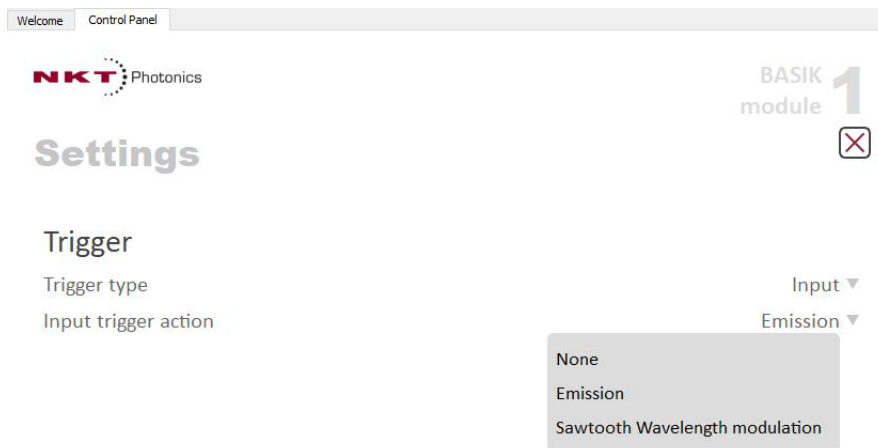 Welcome Control Panel
NKT Photonics
BASIK 1
module
Settings
Trigger
Trigger type Input
Input trigger action Emission
None
Emission
Sawtooth Wavelength modulation